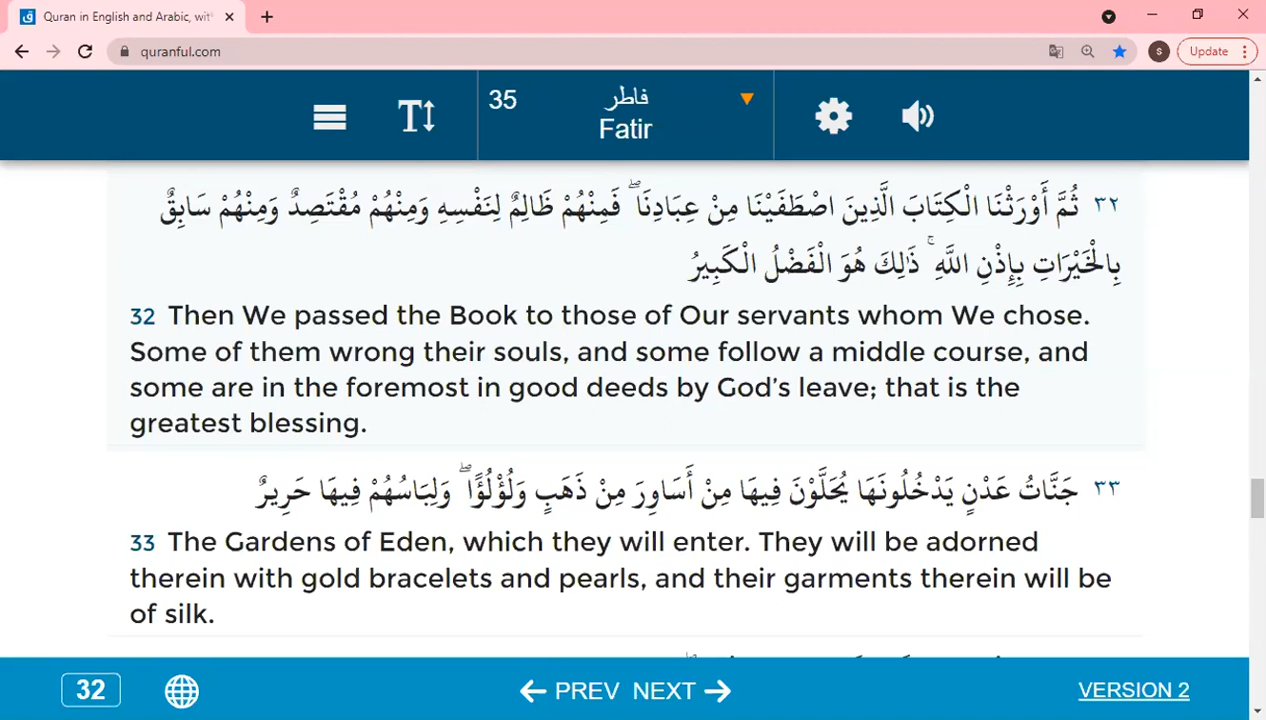 Quran in English and Arabic, wit
quranful.com
S
Update
35
فاطر
Fatir
٣٢ ثُمَّ أَوْرَثْنَا الْكِتَابَ الَّذِينَ اصْطَفَيْنَا مِنْ عِبَادِنَا ۖ فَمِنْهُمْ ظَالِمٌ لِنَفْسِهِ وَمِنْهُمْ مُقْتَصِدٌ وَمِنْهُمْ سَابِقٌ
بِالْخَيْرَاتِ بِإِذْنِ اللَّهِ ۚ ذَٰلِكَ هُوَ الْفَضْلُ الْكَبِيرُ
32 Then We passed the Book to those of Our servants whom We chose.
Some of them wrong their souls, and some follow a middle course, and
some are in the foremost in good deeds by God’s leave; that is the
greatest blessing.
٣٣ جَنَّاتُ عَدْنٍ يَدْخُلُونَهَا يُحَلَّوْنَ فِيهَا مِنْ أَسَاوِرَ مِنْ ذَهَبٍ وَلُؤْلُؤًا ۖ وَلِبَاسُهُمْ فِيهَا حَرِيرٌ
33 The Gardens of Eden, which they will enter. They will be adorned
therein with gold bracelets and pearls, and their garments therein will be
of silk.
32
PREV NEXT
VERSION 2